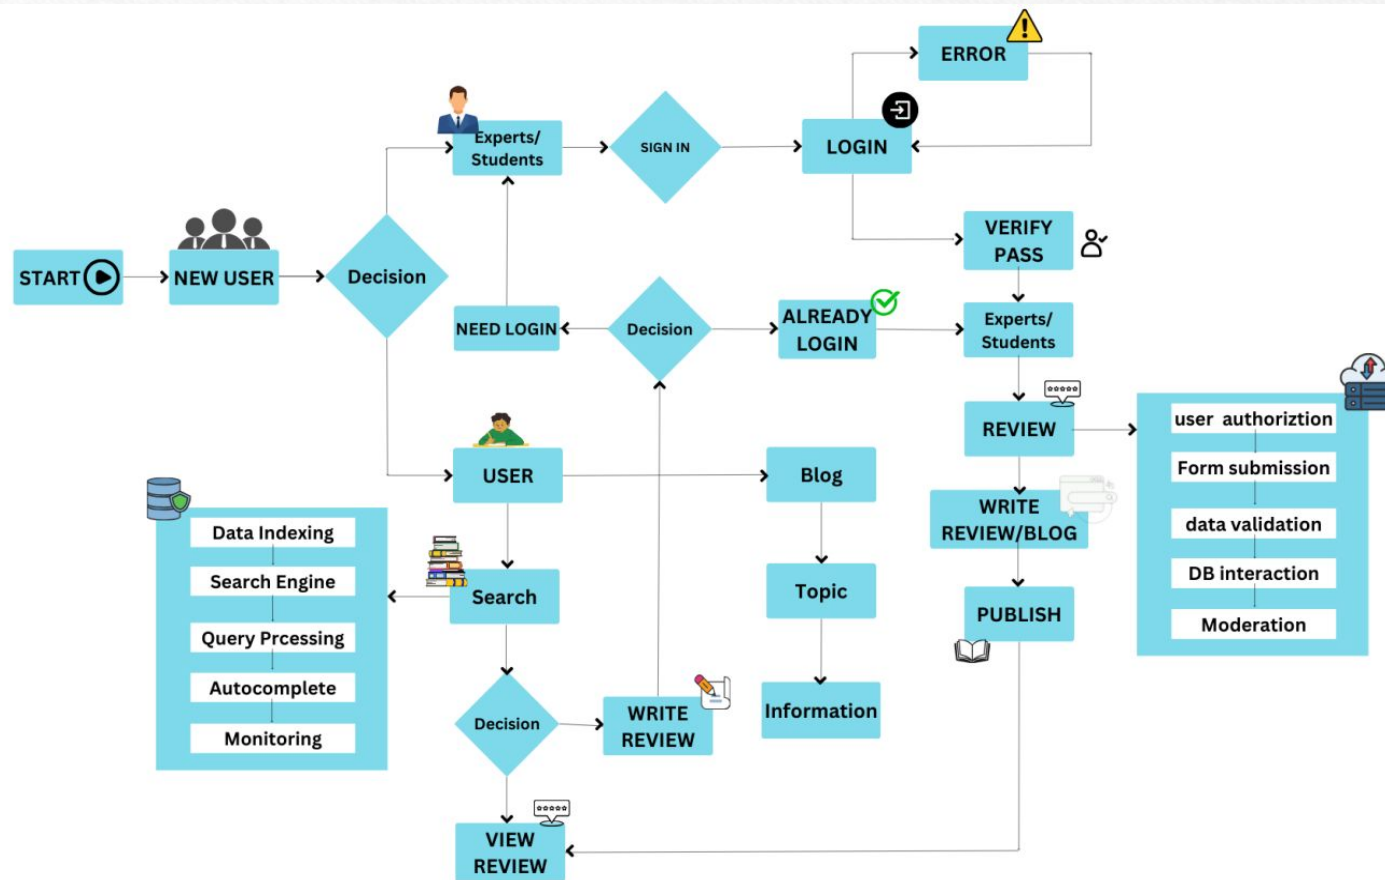 ERROR
Experts/
Students
SIGN IN
LOGIN
VERIFY
PASS
START
NEW USER
Decision
NEED LOGIN
Decision
ALREADY
LOGIN
Experts/
Students
REVIEW
user authoriztion
Form submission
data validation
DB interaction
Moderation
USER
Blog
WRITE
REVIEW/BLOG
Data Indexing
Search Engine
Query Prcessing
Autocomplete
Monitoring
Search
Topic
PUBLISH
Decision
WRITE
REVIEW
Information
VIEW
REVIEW